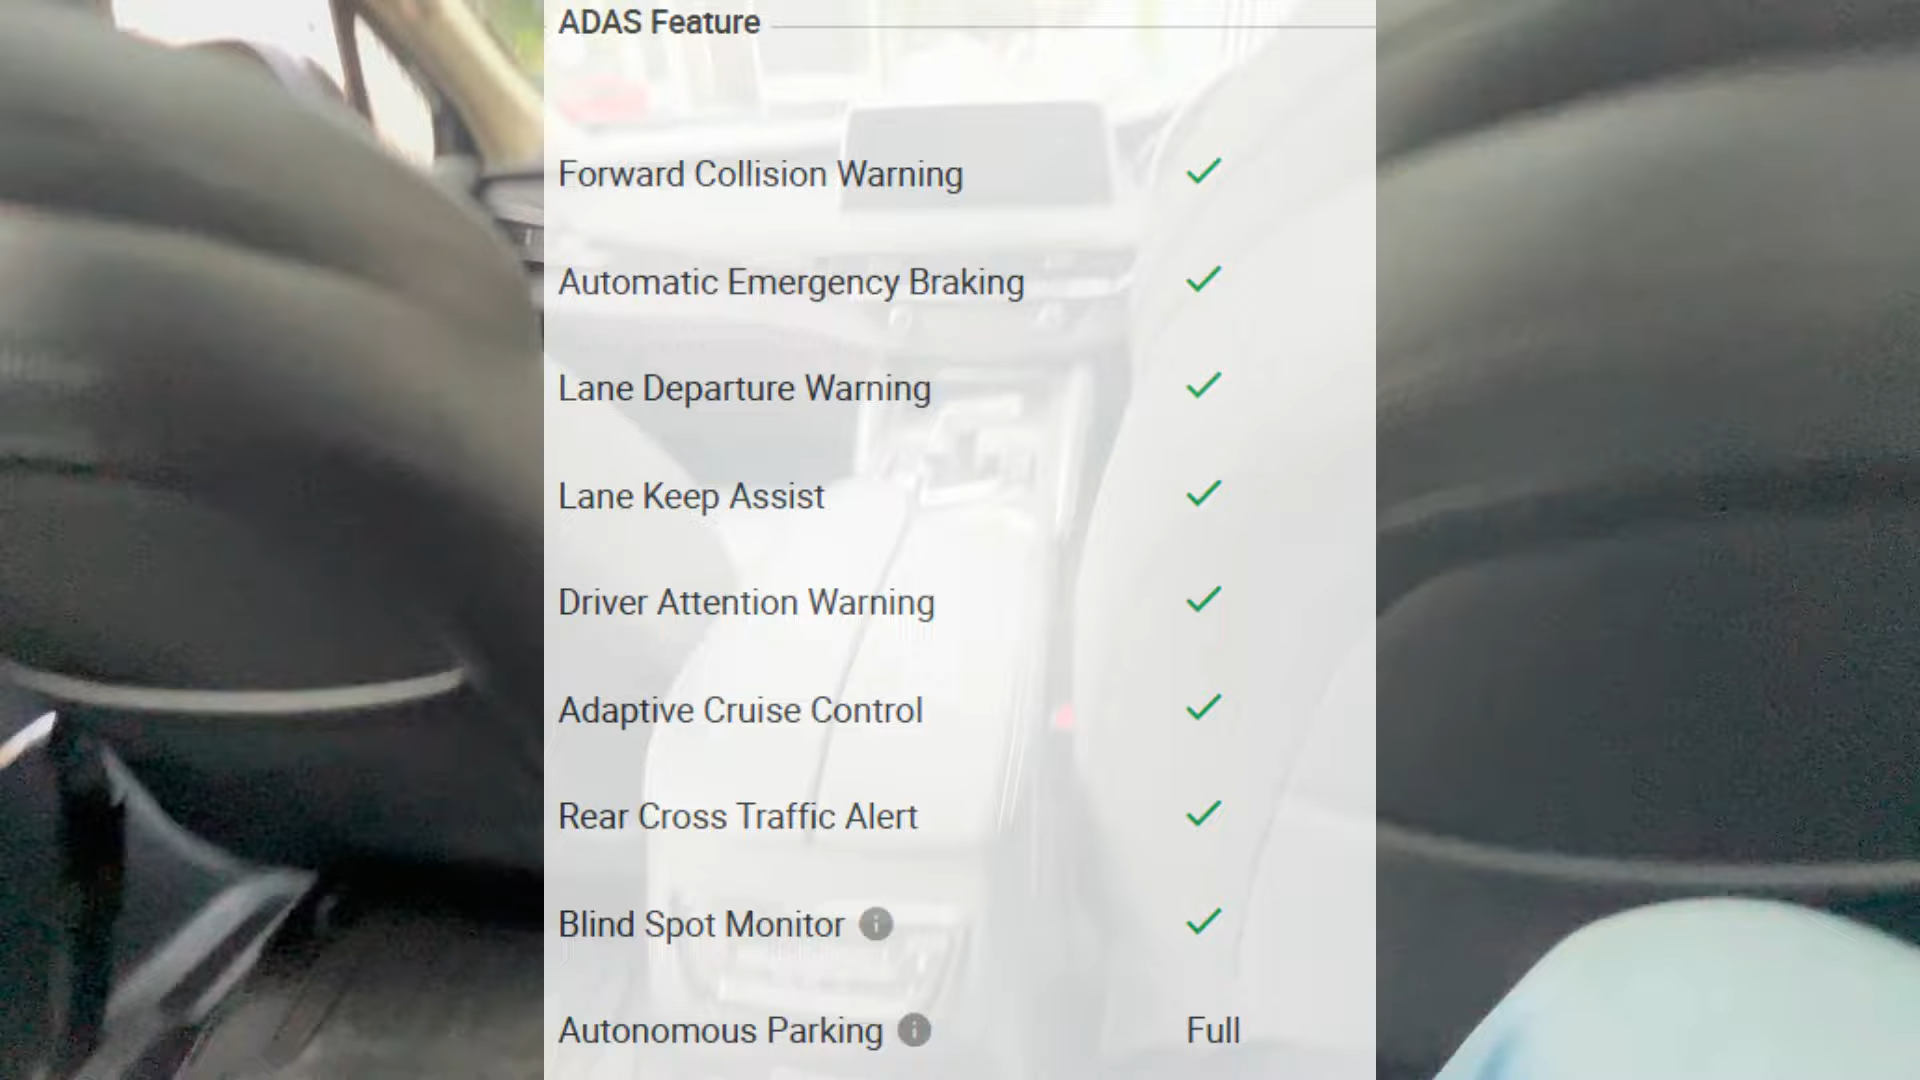 ADAS Feature
Forward Collision Warning
Automatic Emergency Braking
Lane Departure Warning
Lane Keep Assist
Driver Attention Warning
Adaptive Cruise Control
Rear Cross Traffic Alert
Blind Spot Monitor
Autonomous Parking Full